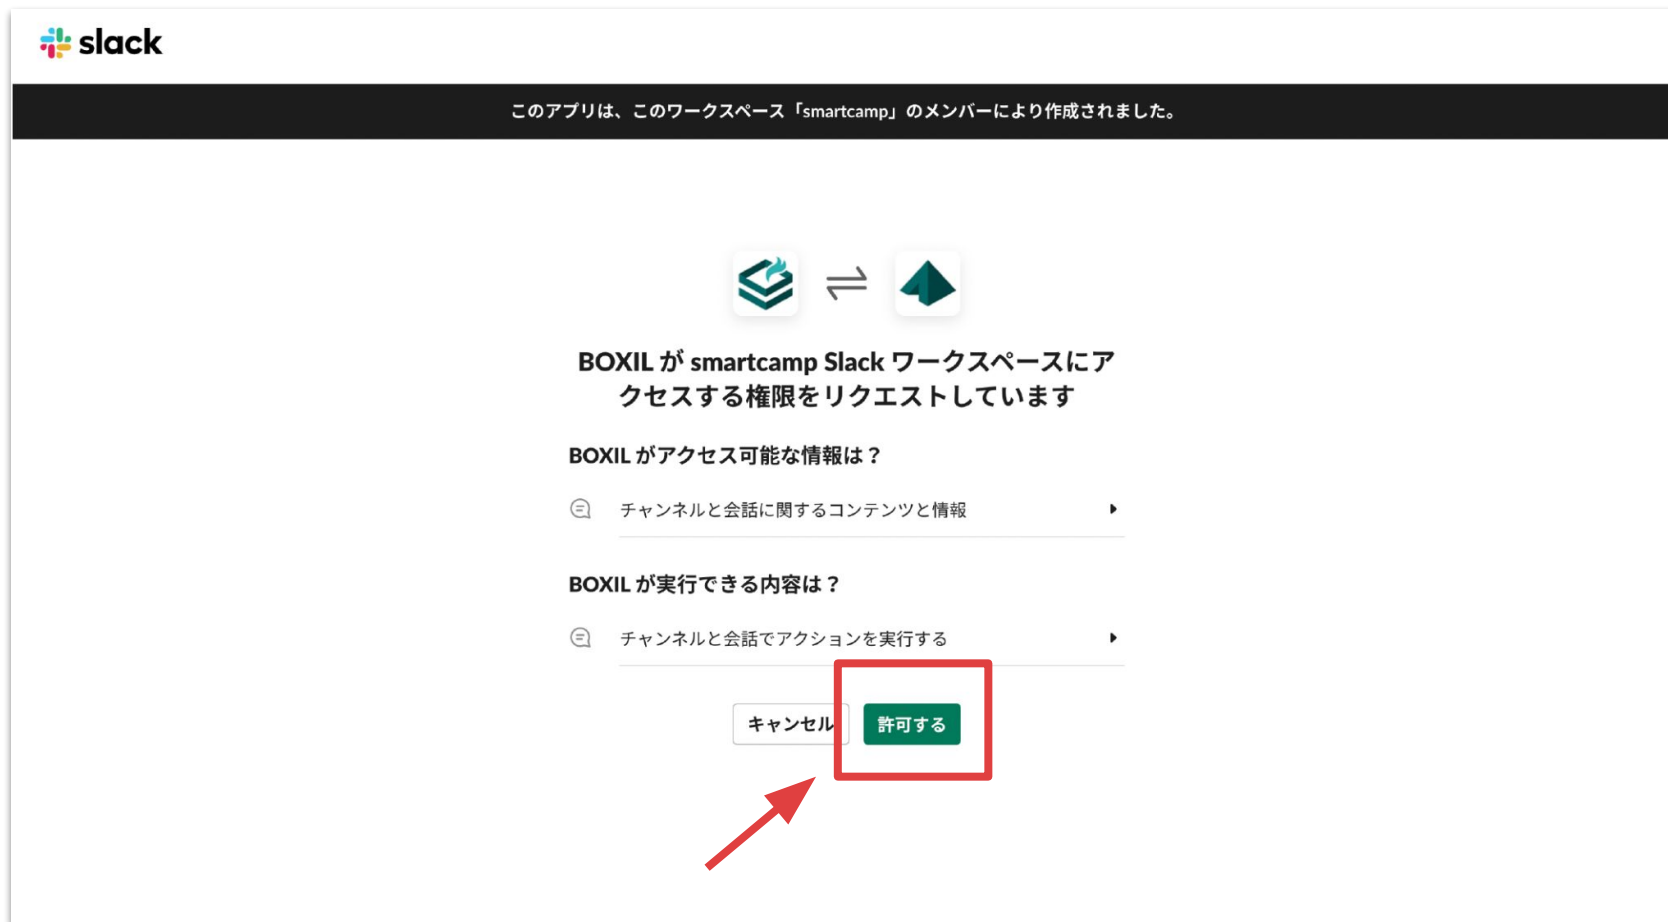 slack
このアプリは、このワークスペース「smartcamp」のメンバーにより作成されました。
BOXIL が smartcamp Slack ワークスペースにア
クセスする権限をリクエストしています
BOXIL がアクセス可能な情報は？
チャンネルと会話に関するコンテンツと情報
BOXIL が実行できる内容は？
チャンネルと会話でアクションを実行する
キャンセル
許可する